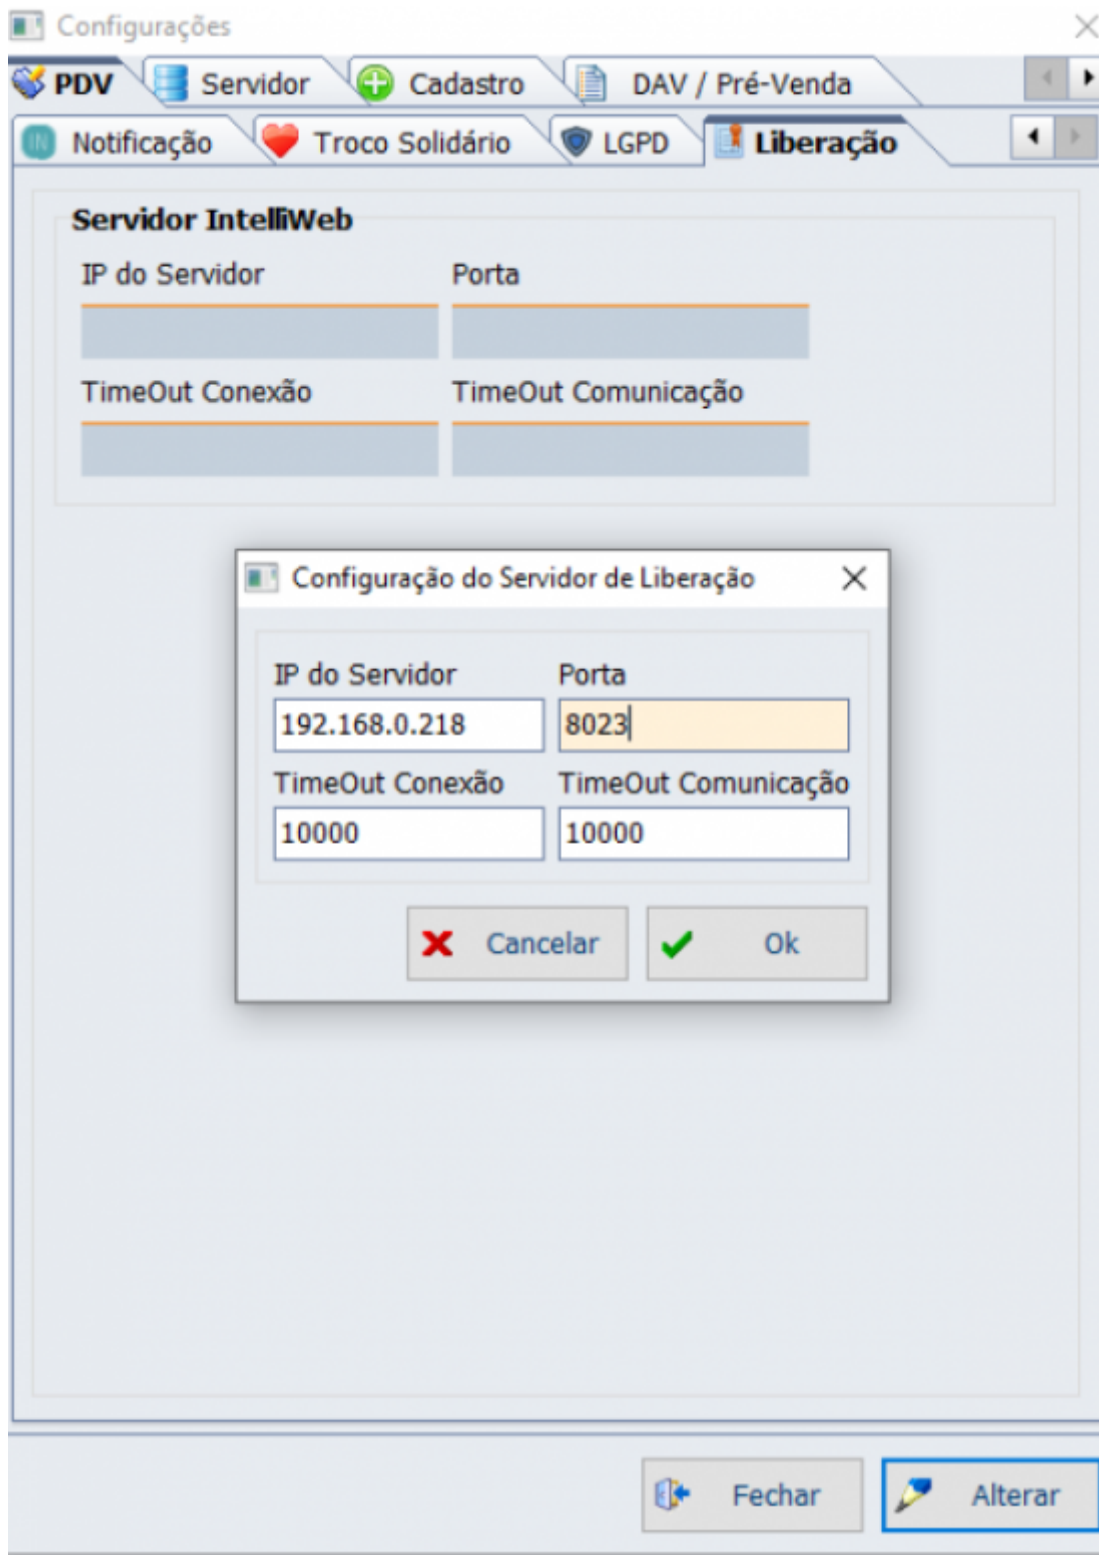 Configurações
PDV Servidor Cadastro DAV / Pré-Venda
IN Notificação Troco Solidário LGPD Liberação
Servidor IntelliWeb
IP do Servidor Porta
TimeOut Conexão TimeOut Comunicação
Configuração do Servidor de Liberação
IP do Servidor Porta
192.168.0.218 8023
TimeOut Conexão TimeOut Comunicação
10000 10000
Cancelar Ok
Fechar Alterar